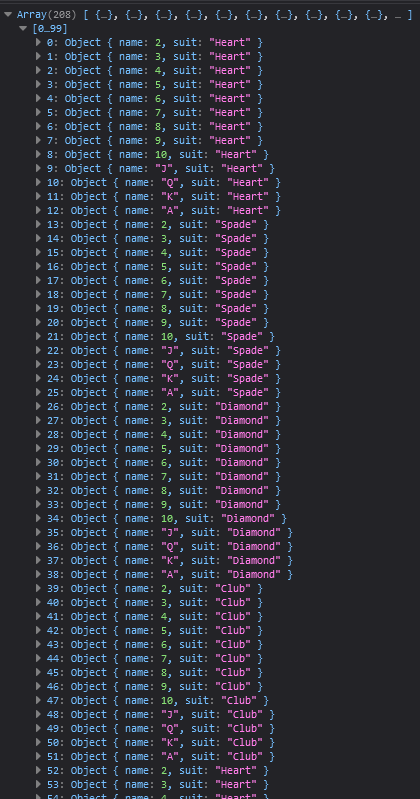 Array(208) [ {…}, {…}, {…}, {…}, {…}, {…}, {…}, {…}, {…}, {…}, … ]
[0…99]
0: Object { name: 2, suit: "Heart" }
1: Object { name: 3, suit: "Heart" }
2: Object { name: 4, suit: "Heart" }
3: Object { name: 5, suit: "Heart" }
4: Object { name: 6, suit: "Heart" }
5: Object { name: 7, suit: "Heart" }
6: Object { name: 8, suit: "Heart" }
7: Object { name: 9, suit: "Heart" }
8: Object { name: 10, suit: "Heart" }
9: Object { name: "J", suit: "Heart" }
10: Object { name: "Q", suit: "Heart" }
11: Object { name: "K", suit: "Heart" }
12: Object { name: "A", suit: "Heart" }
13: Object { name: 2, suit: "Spade" }
14: Object { name: 3, suit: "Spade" }
15: Object { name: 4, suit: "Spade" }
16: Object { name: 5, suit: "Spade" }
17: Object { name: 6, suit: "Spade" }
18: Object { name: 7, suit: "Spade" }
19: Object { name: 8, suit: "Spade" }
20: Object { name: 9, suit: "Spade" }
21: Object { name: 10, suit: "Spade" }
22: Object { name: "J", suit: "Spade" }
23: Object { name: "Q", suit: "Spade" }
24: Object { name: "K", suit: "Spade" }
25: Object { name: "A", suit: "Spade" }
26: Object { name: 2, suit: "Diamond" }
27: Object { name: 3, suit: "Diamond" }
28: Object { name: 4, suit: "Diamond" }
29: Object { name: 5, suit: "Diamond" }
30: Object { name: 6, suit: "Diamond" }
31: Object { name: 7, suit: "Diamond" }
32: Object { name: 8, suit: "Diamond" }
33: Object { name: 9, suit: "Diamond" }
34: Object { name: 10, suit: "Diamond" }
35: Object { name: "J", suit: "Diamond" }
36: Object { name: "Q", suit: "Diamond" }
37: Object { name: "K", suit: "Diamond" }
38: Object { name: "A", suit: "Diamond" }
39: Object { name: 2, suit: "Club" }
40: Object { name: 3, suit: "Club" }
41: Object { name: 4, suit: "Club" }
42: Object { name: 5, suit: "Club" }
43: Object { name: 6, suit: "Club" }
44: Object { name: 7, suit: "Club" }
45: Object { name: 8, suit: "Club" }
46: Object { name: 9, suit: "Club" }
47: Object { name: 10, suit: "Club" }
48: Object { name: "J", suit: "Club" }
49: Object { name: "Q", suit: "Club" }
50: Object { name: "K", suit: "Club" }
51: Object { name: "A", suit: "Club" }
52: Object { name: 2, suit: "Heart" }
53: Object { name: 3, suit: "Heart" }
54: Object { name: 4, suit: "Heart" }